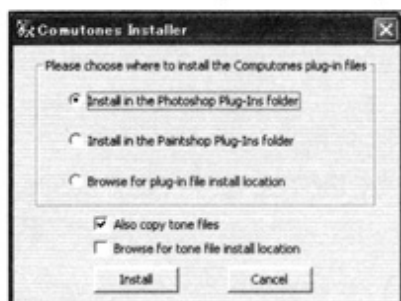 Comutones Installer
Please choose where to install the Computones plug-in files
Install in the Photoshop Plug-Ins folder
Install in the Paintshop Plug-Ins folder
Browse for plug-in file install location
Also copy tone files
Browse for tone file install location
Install
Cancel